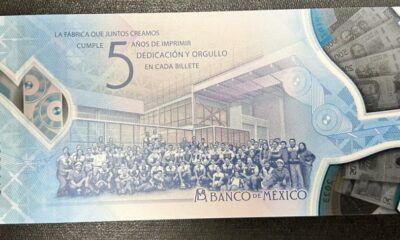 LA FÁBRICA QUE JUNTOS CREAMOS
CUMPLE 5 AÑOS DE IMPRIMIR
DEDICACIÓN Y ORGULLO
EN CADA BILLETE
BANCO DE MÉXICO